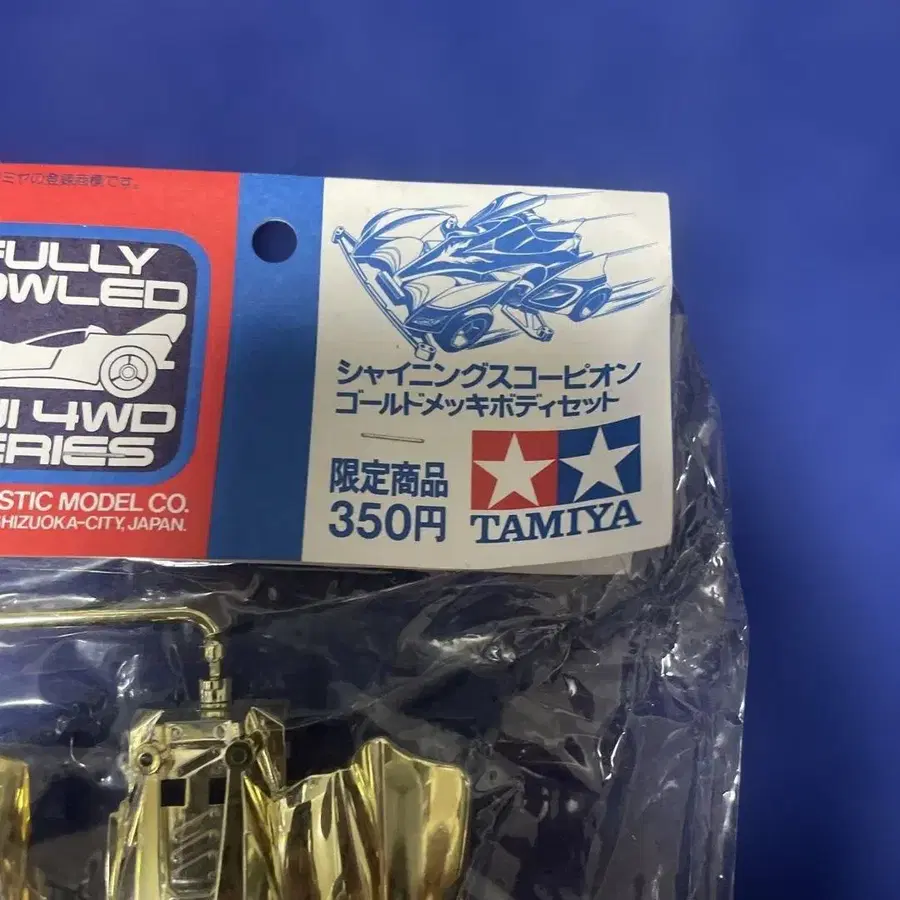 ミヤの登録商標です。
FULLY
OWLED
4WD
ERIES
STIC MODEL CO.
SHIZUOKA-CITY, JAPAN.
シャイニングスコーピオン
ゴールドメッキボディセット
限定商品
350円
TAMIYA